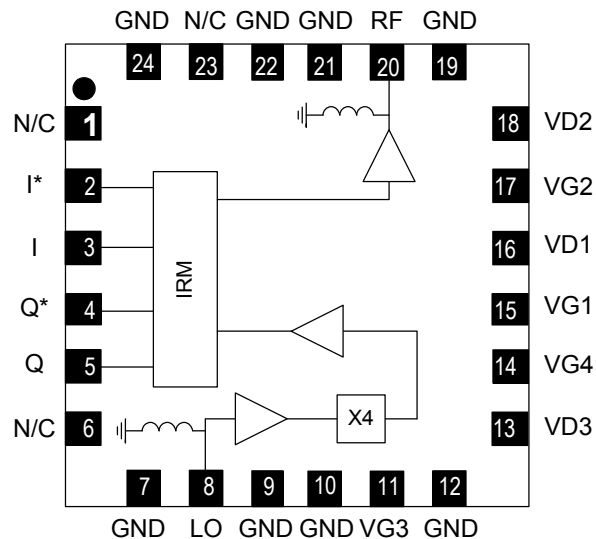 GND N/C GND GND RF GND
24 23 22 21 20 19
N/C 1 18 VD2
I* 2 17 VG2
I 3 16 VD1
IRM
Q* 4 15 VG1
Q 5 14 VG4
N/C 6 X4 13 VD3
7 8 9 10 11 12
GND LO GND GND VG3 GND